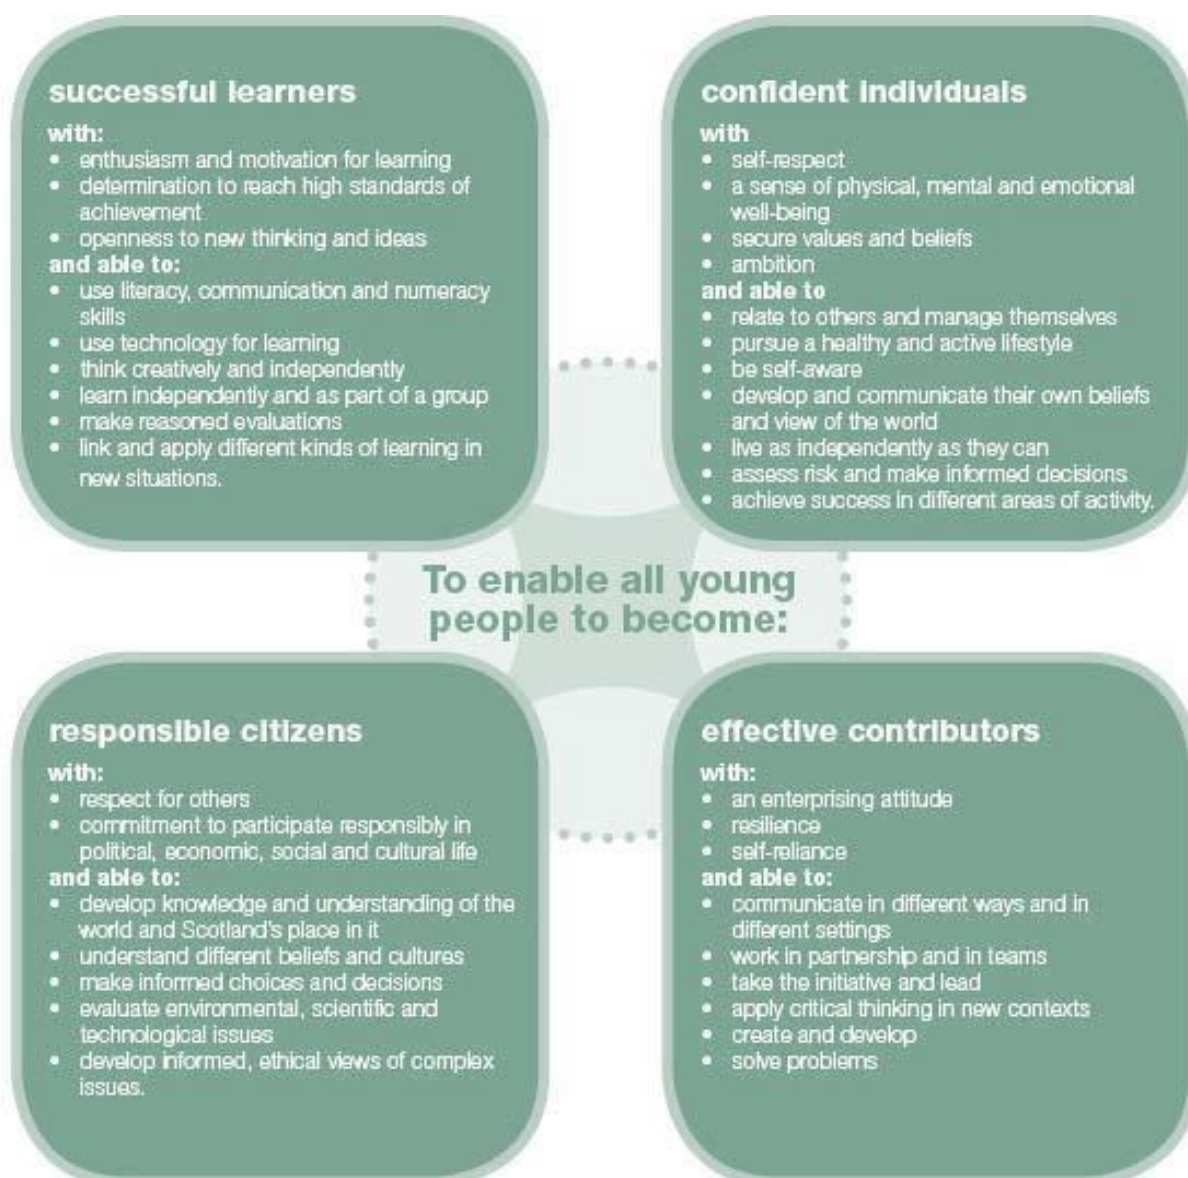 successful learners
with:
• enthusiasm and motivation for learning
• determination to reach high standards of
achievement
• openness to new thinking and ideas
and able to:
• use literacy, communication and numeracy
skills
• use technology for learning
• think creatively and independently
• learn independently and as part of a group
• make reasoned evaluations
• link and apply different kinds of learning in
new situations.
confident individuals
with
• self-respect
• a sense of physical, mental and emotional
well-being
• secure values and beliefs
• ambition
and able to
• relate to others and manage themselves
• pursue a healthy and active lifestyle
• be self-aware
• develop and communicate their own beliefs
and view of the world
• live as independently as they can
• assess risk and make informed decisions
• achieve success in different areas of activity.
To enable all young
people to become:
responsible citizens
with:
• respect for others
• commitment to participate responsibly in
political, economic, social and cultural life
and able to:
• develop knowledge and understanding of the
world and Scotland's place in it
• understand different beliefs and cultures
• make informed choices and decisions
• evaluate environmental, scientific and
technological issues
• develop informed, ethical views of complex
issues.
effective contributors
with:
• an enterprising attitude
• resilience
• self-reliance
and able to:
• communicate in different ways and in
different settings
• work in partnership and in teams
• take the initiative and lead
• apply critical thinking in new contexts
• create and develop
• solve problems